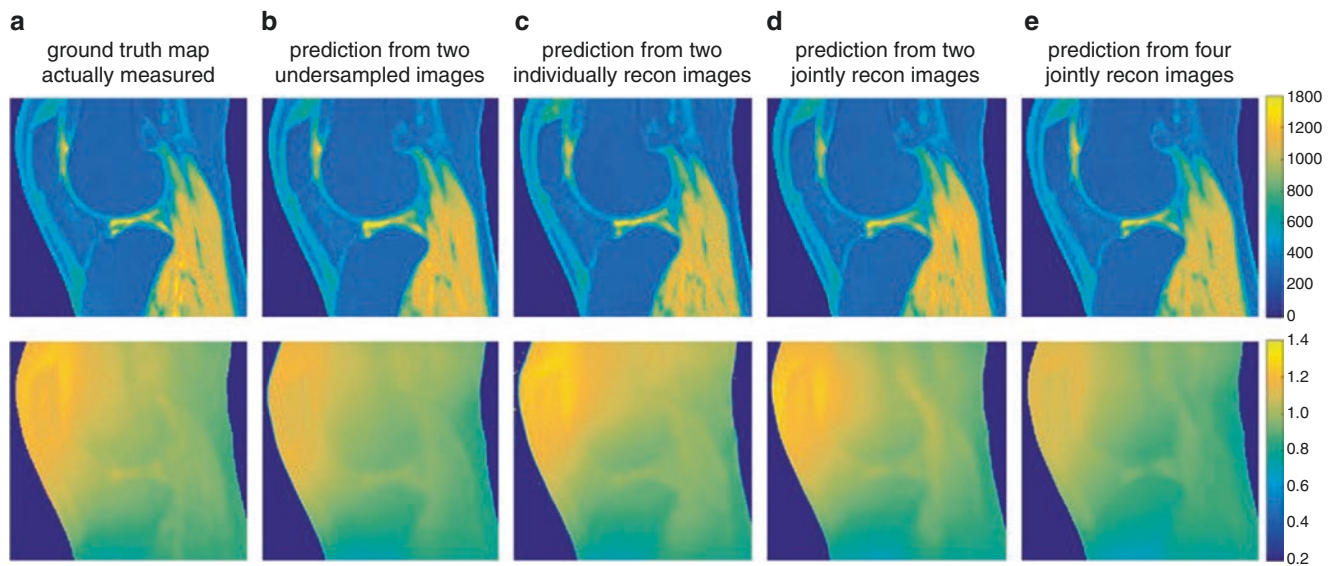 a
ground truth map
actually measured
b
prediction from two
undersampled images
c
prediction from two
individually recon images
d
prediction from two
jointly recon images
e
prediction from four
jointly recon images
1800
1200
1000
800
600
400
200
0
1.4
1.2
1.0
0.8
0.6
0.4
0.2